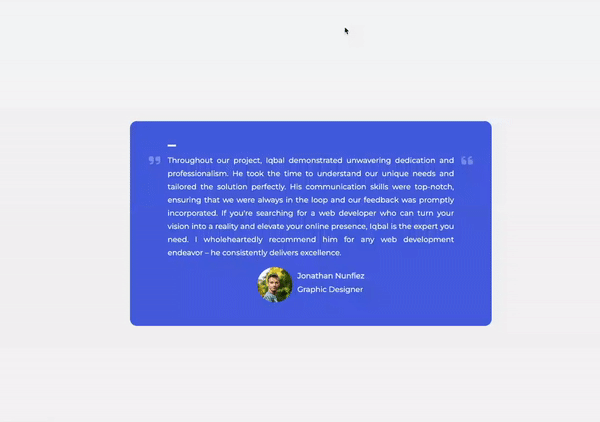 Throughout our project, Iqbal demonstrated unwavering dedication and
professionalism. He took the time to understand our unique needs and
tailored the solution perfectly. His communication skills were top-notch,
ensuring that we were always in the loop and our feedback was promptly
incorporated. If you're searching for a web developer who can turn your
vision into a reality and elevate your online presence, Iqbal is the expert you
need. I wholeheartedly recommend him for any web development
endeavor – he consistently delivers excellence.
Jonathan Nunflez
Graphic Designer